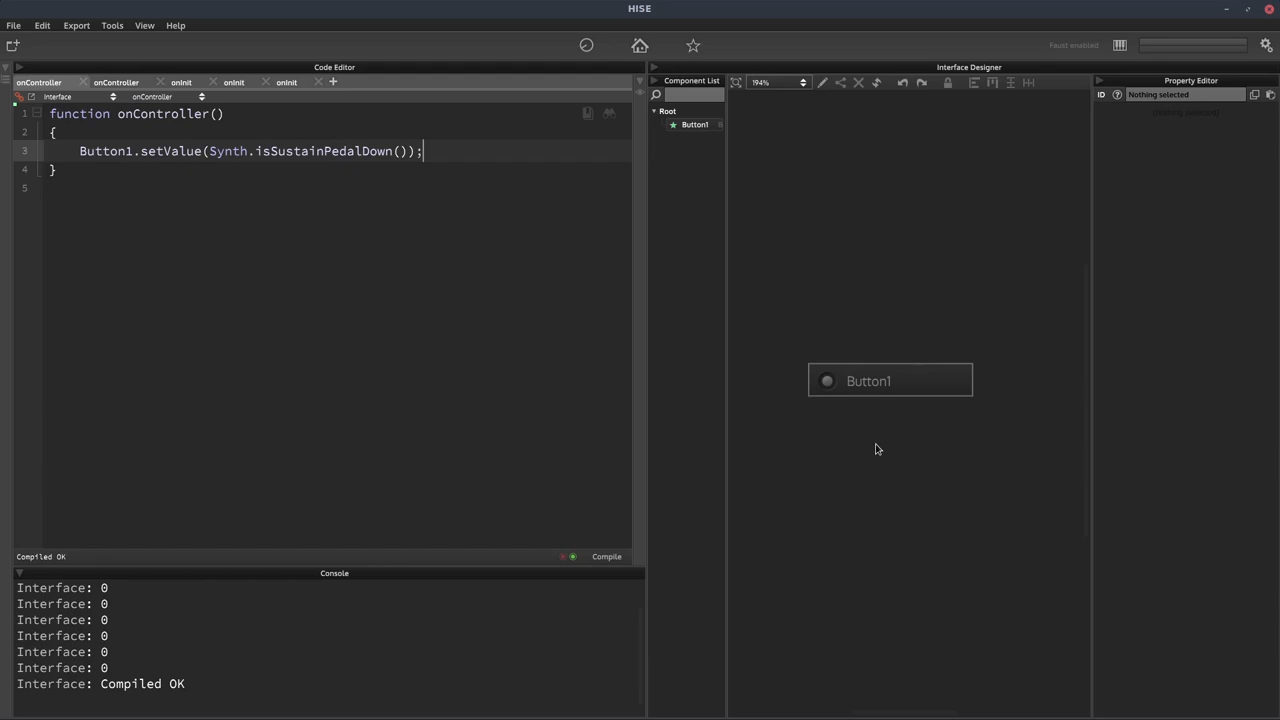 HISE
File Edit Export Tools View Help
Faust enabled
Code Editor
Interface Designer
onController onController onInit onInit onInit
Component List
194%
Property Editor
Interface onController
ID Nothing selected
1 function onController()
2 {
3 Button1.setValue(Synth.isSustainPedalDown());
4 }
5
Root
Button1
Button1
Compiled OK
Compile
Console
Interface: 0
Interface: 0
Interface: 0
Interface: 0
Interface: 0
Interface: 0
Interface: Compiled OK